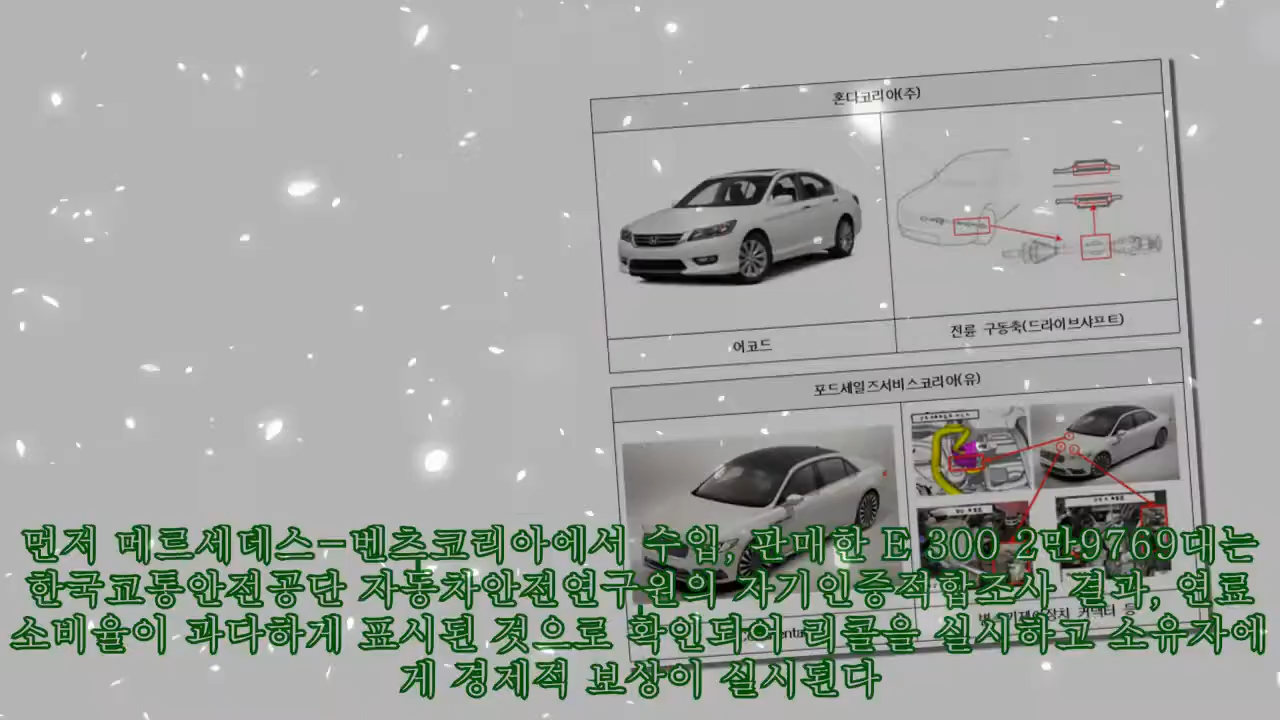 혼다코리아(주)
어코드
전륜 구동축(드라이브샤프트)
포드세일즈서비스코리아(유)
먼저 메르세데스-벤츠코리아에서 수입, 판매한 E 300 2만9769대는
한국교통안전공단 자동차안전연구원의 자기인증적합조사 결과, 연료
소비율이 과다하게 표시된 것으로 확인되어 리콜을 실시하고 소유자에
게 경제적 보상이 실시된다
커넥터 등